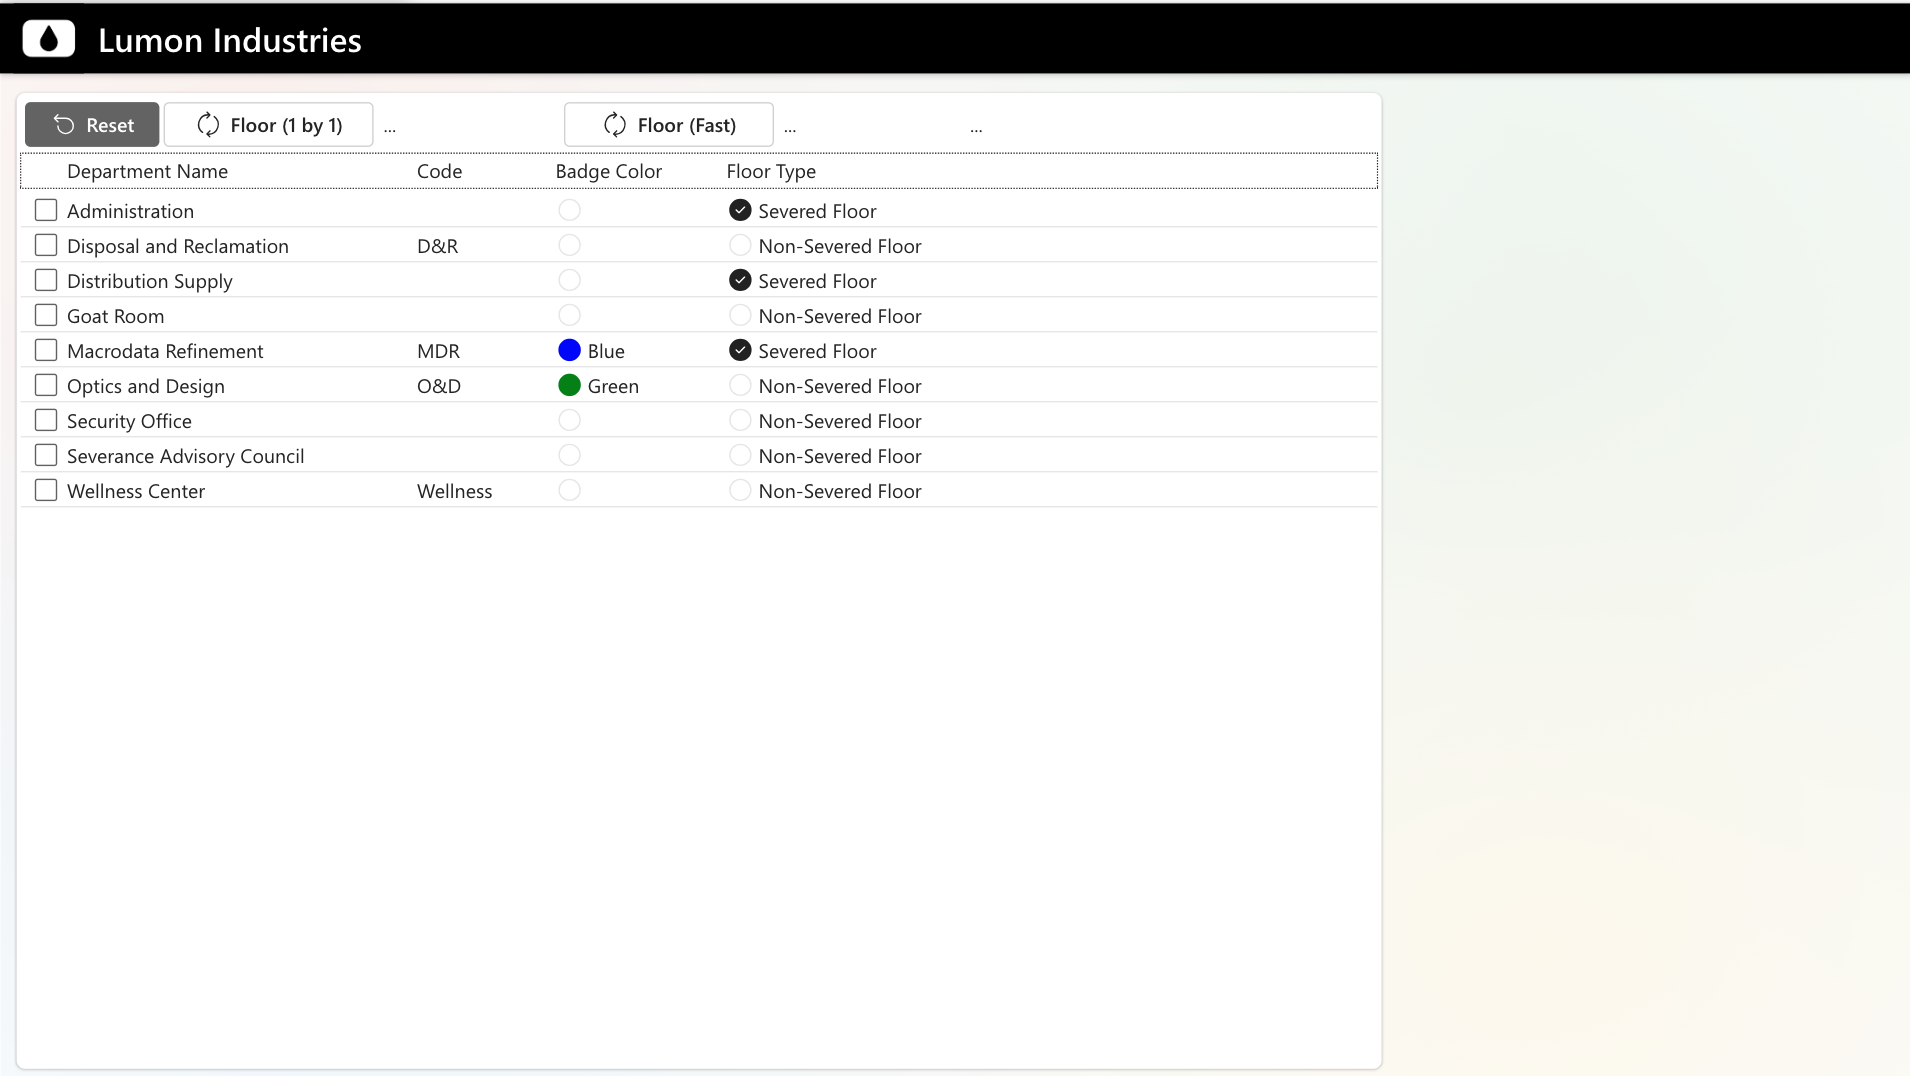 Lumon Industries
Reset Floor (1 by 1) ... Floor (Fast) ... ...
Department Name Code Badge Color Floor Type
Administration Severed Floor
Disposal and Reclamation D&R Non-Severed Floor
Distribution Supply Severed Floor
Goat Room Non-Severed Floor
Macrodata Refinement MDR Blue Severed Floor
Optics and Design O&D Green Non-Severed Floor
Security Office Non-Severed Floor
Severance Advisory Council Non-Severed Floor
Wellness Center Wellness Non-Severed Floor